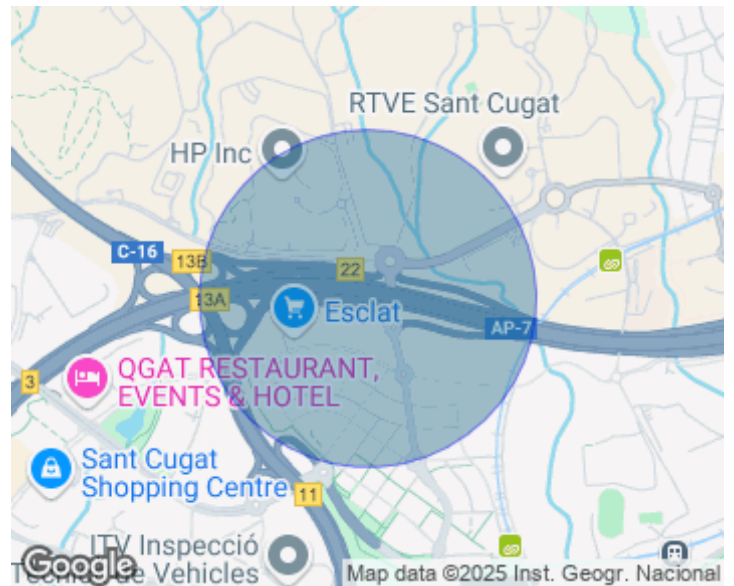 RTVE Sant Cugat
HP Inc
C-16
13B
22
13A
Esclat
AP-7
QGAT RESTAURANT,
EVENTS & HOTEL
3
Sant Cugat
Shopping Centre
11
ITV Inspecció
Tècnica de Vehicles
Google
Map data ©2025 Inst. Geogr. Nacional